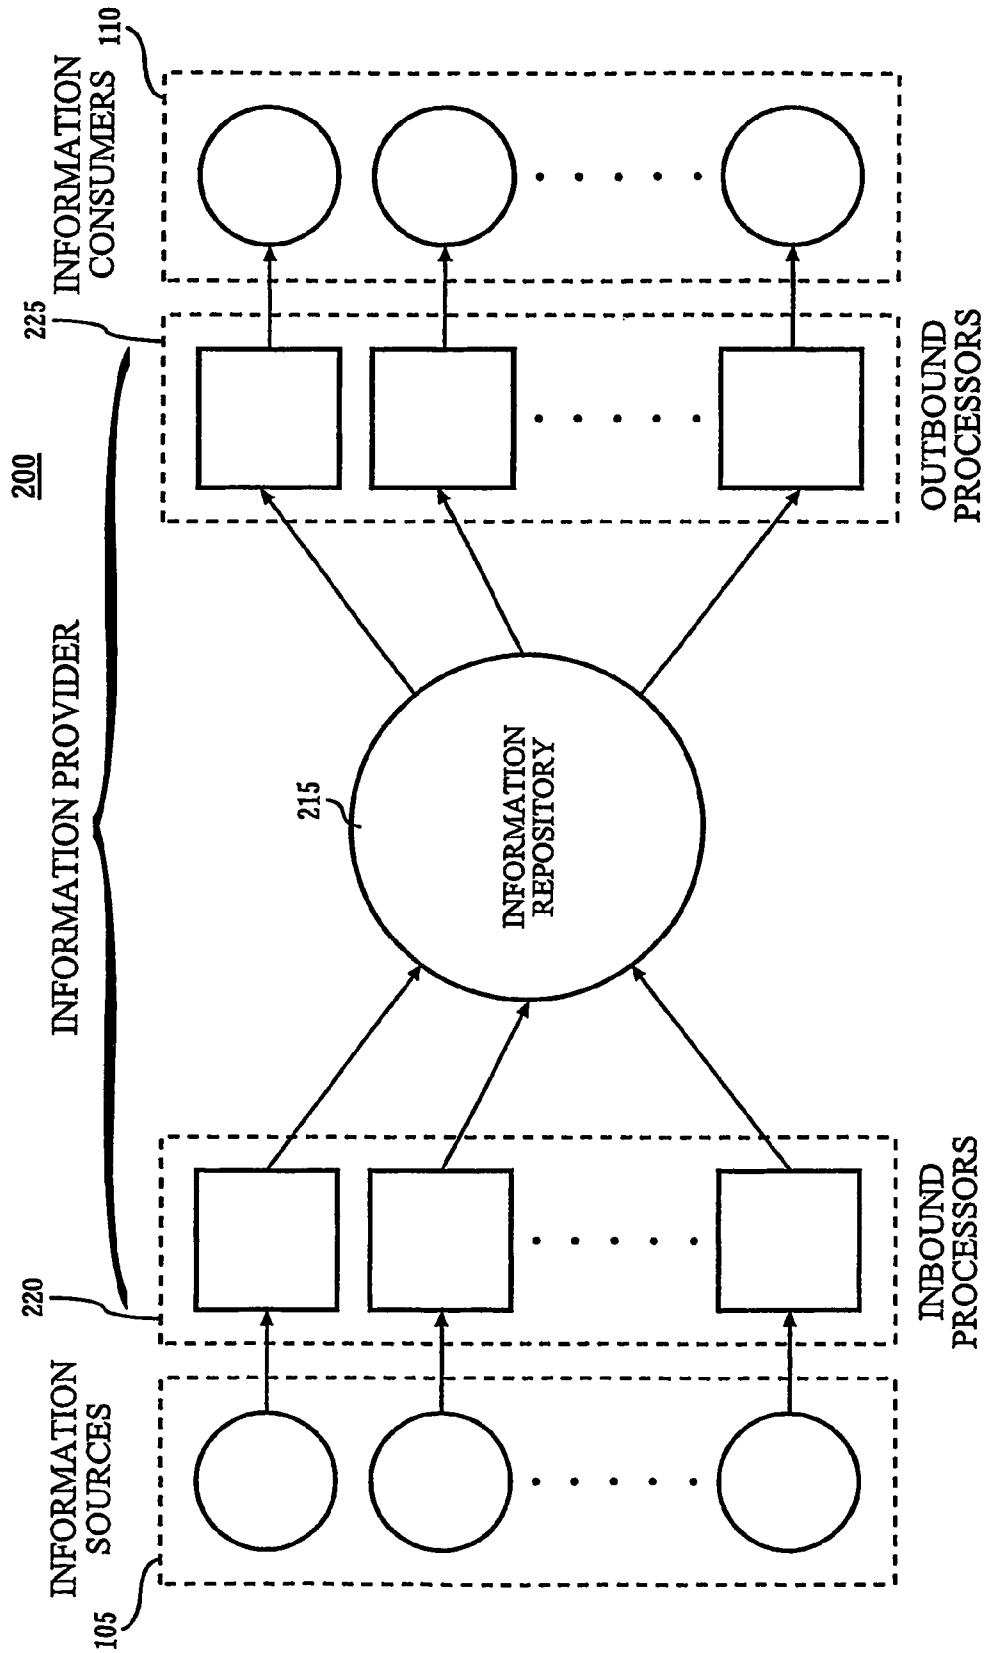 200
INFORMATION PROVIDER
105
INFORMATION
SOURCES
220
225
INFORMATION
CONSUMERS
110
215
INFORMATION
REPOSITORY
INBOUND
PROCESSORS
OUTBOUND
PROCESSORS